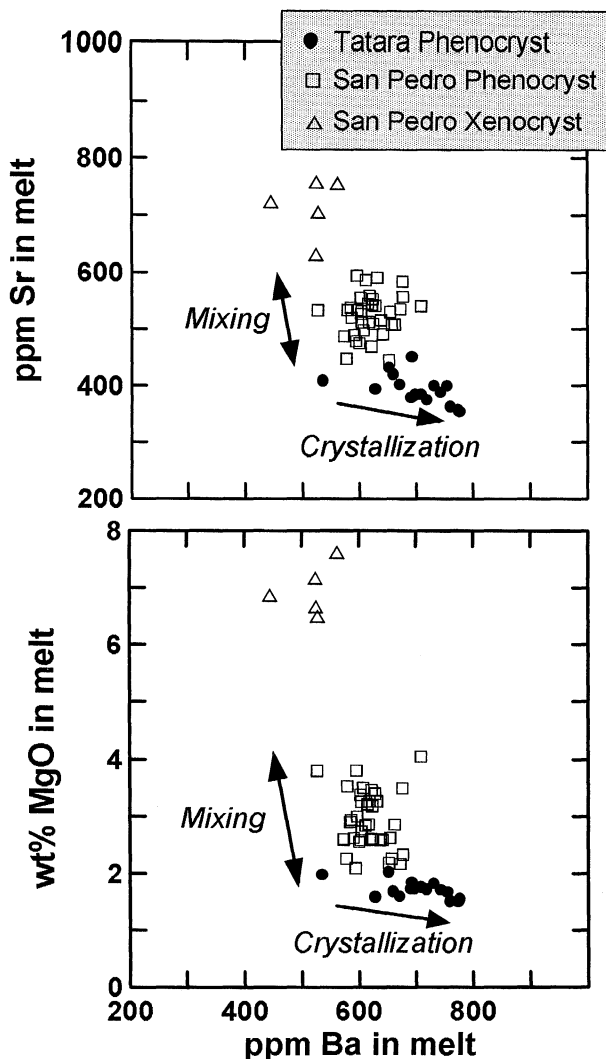 1000
Tatara Phenocryst
San Pedro Phenocryst
San Pedro Xenocryst
800
600
400
200
ppm Sr in melt
Mixing
Crystallization
8
6
4
2
0
wt% MgO in melt
Mixing
Crystallization
200 400 600 800
ppm Ba in melt